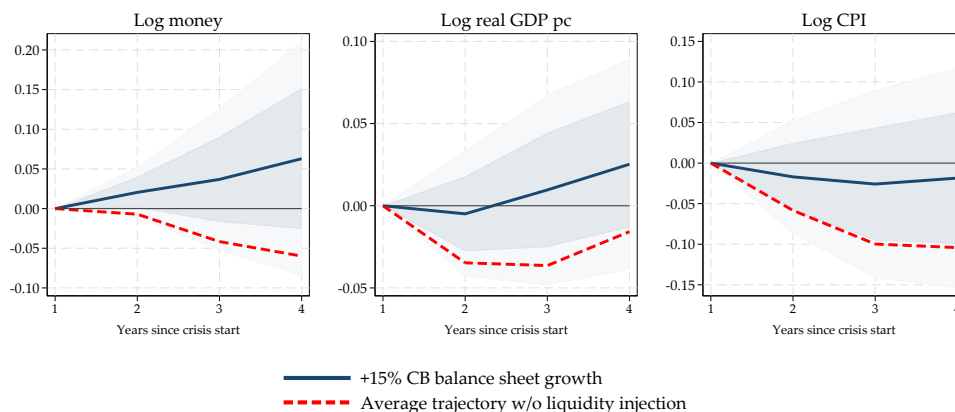 Log money
0.20
0.15
0.10
0.05
0.00
-0.05
-0.10
1 2 3 4
Years since crisis start
Log real GDP pc
0.10
0.05
0.00
-0.05
1 2 3 4
Years since crisis start
Log CPI
0.15
0.10
0.05
0.00
-0.05
-0.10
-0.15
1 2 3 4
Years since crisis start
+15% CB balance sheet growth
Average trajectory w/o liquidity injection